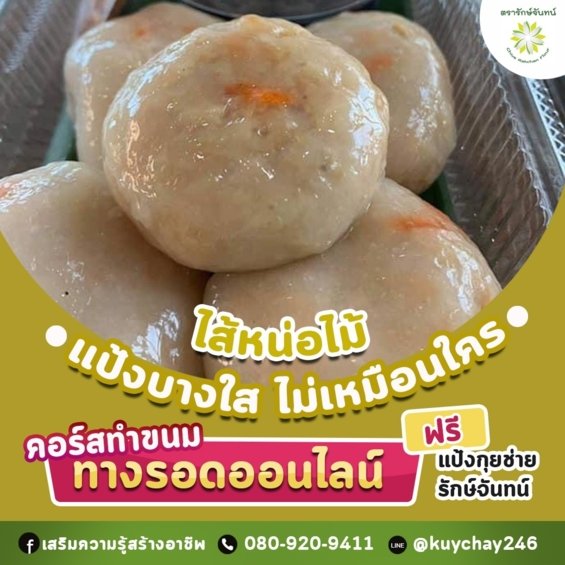 ตรารักษ์จันทน์
ไส้หน่อไม้
แป้งบางใส ไม่เหมือนใคร
คอร์สทำขนม
ทางรอดออนไลน์
ฟรี
แป้งกุยช่าย
รักษ์จันทน์
เสริมความรู้สร้างอาชีพ
080-920-9411
LINE
@kuychay246